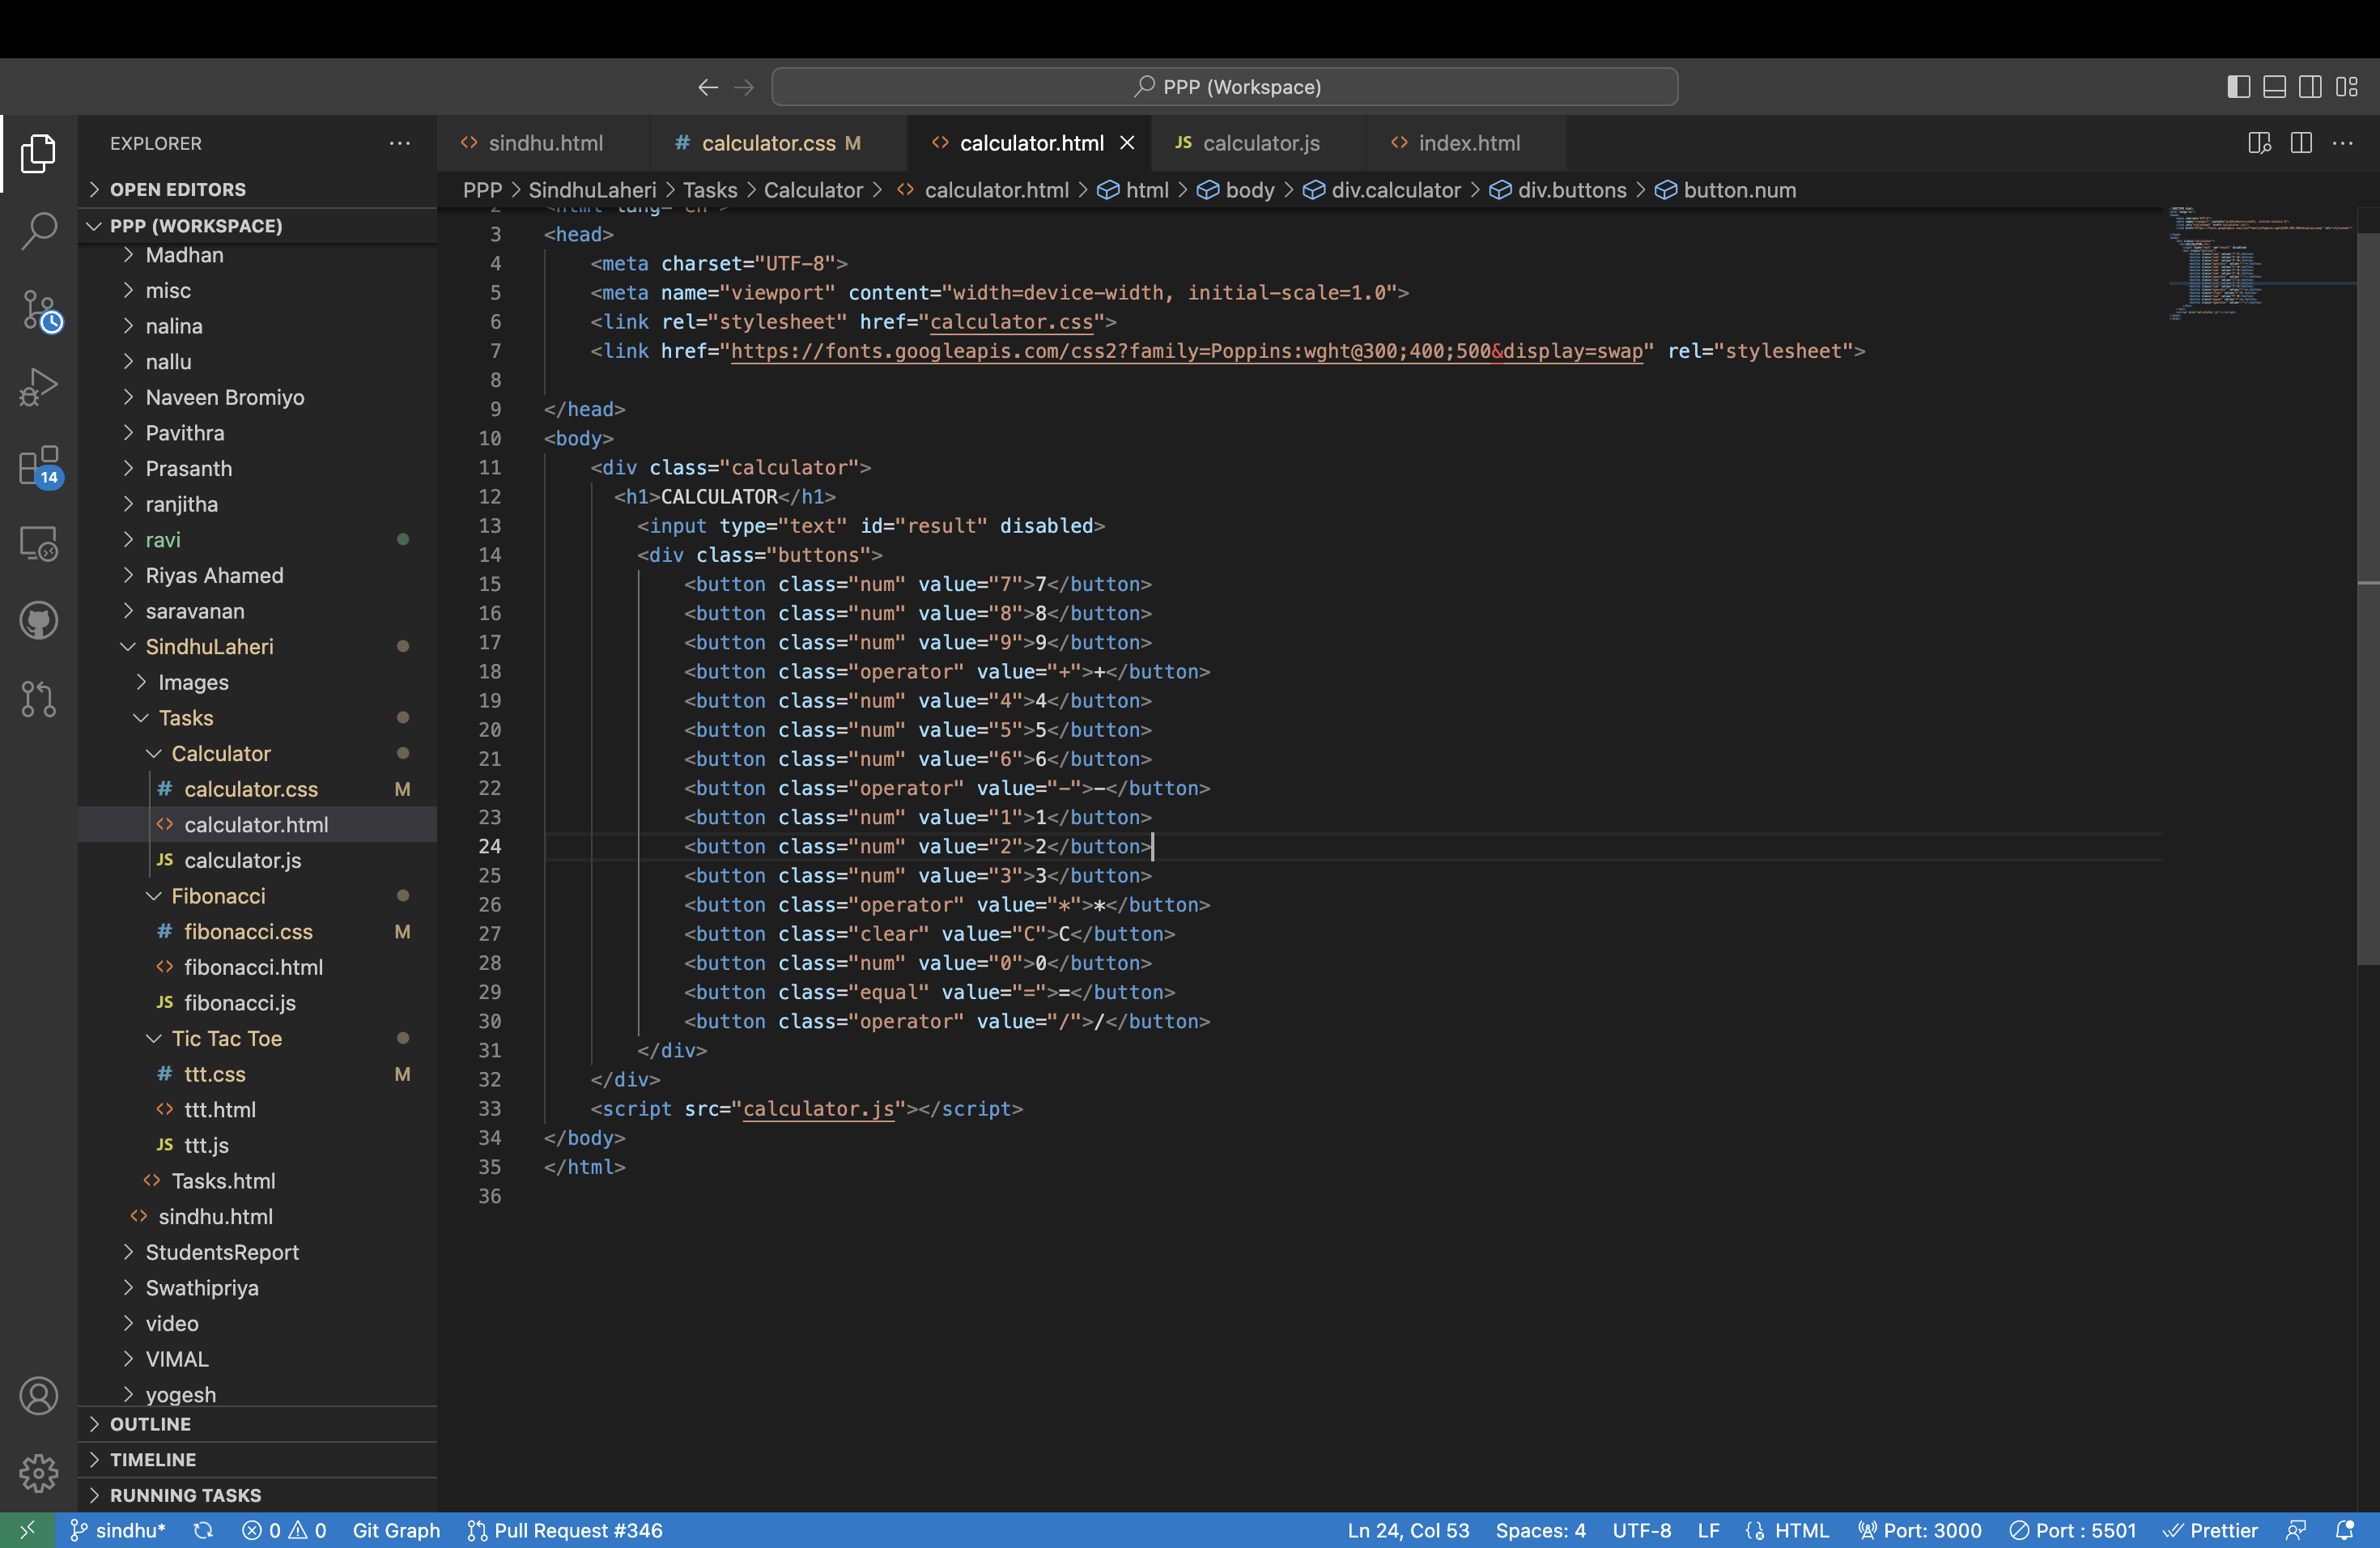 PPP (Workspace)
EXPLORER
OPEN EDITORS
PPP (WORKSPACE)
Madhan
misc
nalina
nallu
Naveen Bromiyo
Pavithra
Prasanth
ranjitha
ravi
Riyas Ahamed
saravanan
SindhuLaheri
Images
Tasks
Calculator
# calculator.css M
<> calculator.html
JS calculator.js
Fibonacci
# fibonacci.css M
<> fibonacci.html
JS fibonacci.js
Tic Tac Toe
# ttt.css M
<> ttt.html
JS ttt.js
<> Tasks.html
<> sindhu.html
StudentsReport
Swathipriya
video
VIMAL
yogesh
OUTLINE
TIMELINE
RUNNING TASKS
14
<> sindhu.html # calculator.css M <> calculator.html JS calculator.js <> index.html
PPP > SindhuLaheri > Tasks > Calculator > <> calculator.html > html > body > div.calculator > div.buttons > button.num
2 <html lang="en">
3 <head>
4 <meta charset="UTF-8">
5 <meta name="viewport" content="width=device-width, initial-scale=1.0">
6 <link rel="stylesheet" href="calculator.css">
7 <link href="https://fonts.googleapis.com/css2?family=Poppins:wght@300;400;500&display=swap" rel="stylesheet">
8
9 </head>
10 <body>
11 <div class="calculator">
12 <h1>CALCULATOR</h1>
13 <input type="text" id="result" disabled>
14 <div class="buttons">
15 <button class="num" value="7">7</button>
16 <button class="num" value="8">8</button>
17 <button class="num" value="9">9</button>
18 <button class="operator" value="+">+</button>
19 <button class="num" value="4">4</button>
20 <button class="num" value="5">5</button>
21 <button class="num" value="6">6</button>
22 <button class="operator" value="-">-</button>
23 <button class="num" value="1">1</button>
24 <button class="num" value="2">2</button>
25 <button class="num" value="3">3</button>
26 <button class="operator" value="*">*</button>
27 <button class="clear" value="C">C</button>
28 <button class="num" value="0">0</button>
29 <button class="equal" value="=">=</button>
30 <button class="operator" value="/">/</button>
31 </div>
32 </div>
33 <script src="calculator.js"></script>
34 </body>
35 </html>
36
sindhu* 0 0 Git Graph Pull Request #346 Ln 24, Col 53 Spaces: 4 UTF-8 LF HTML Port: 3000 Port : 5501 Prettier